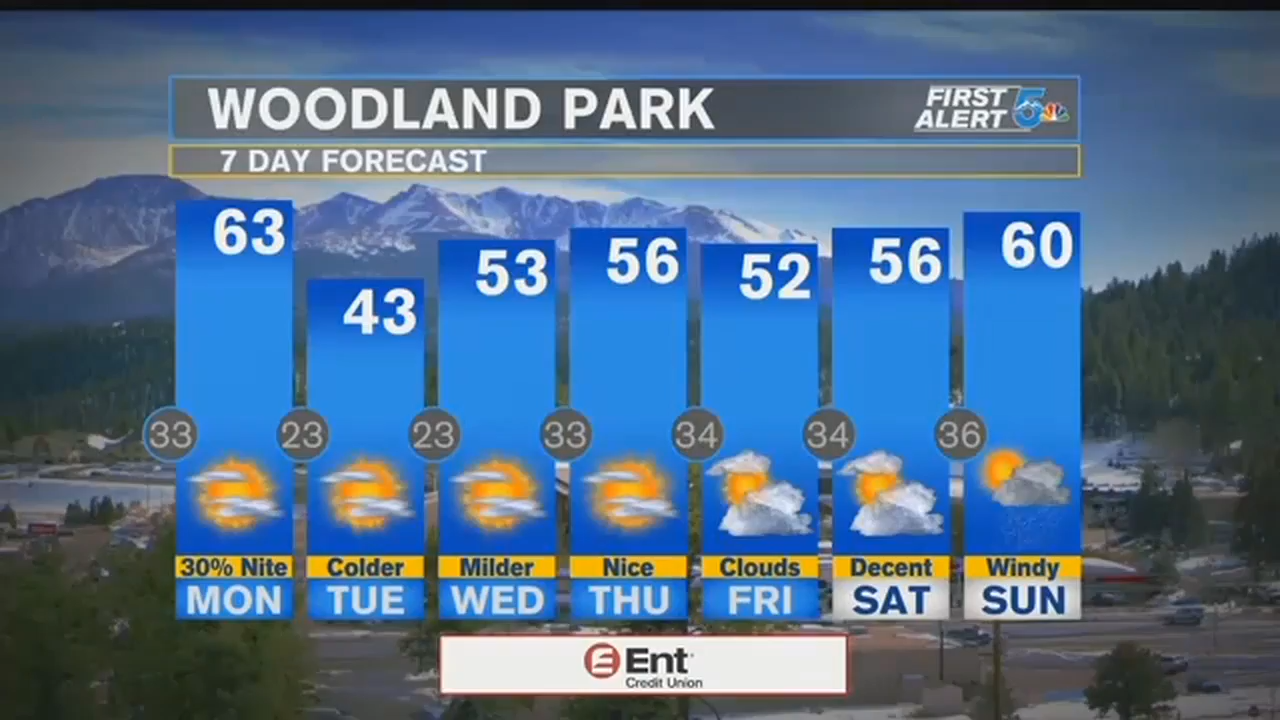 WOODLAND PARK
FIRST
ALERT 5
7 DAY FORECAST
63 43 53 56 52 56 60
33 23 23 33 34 34 36
30% Nite Colder Milder Nice Clouds Decent Windy
MON TUE WED THU FRI SAT SUN
Ent
Credit Union